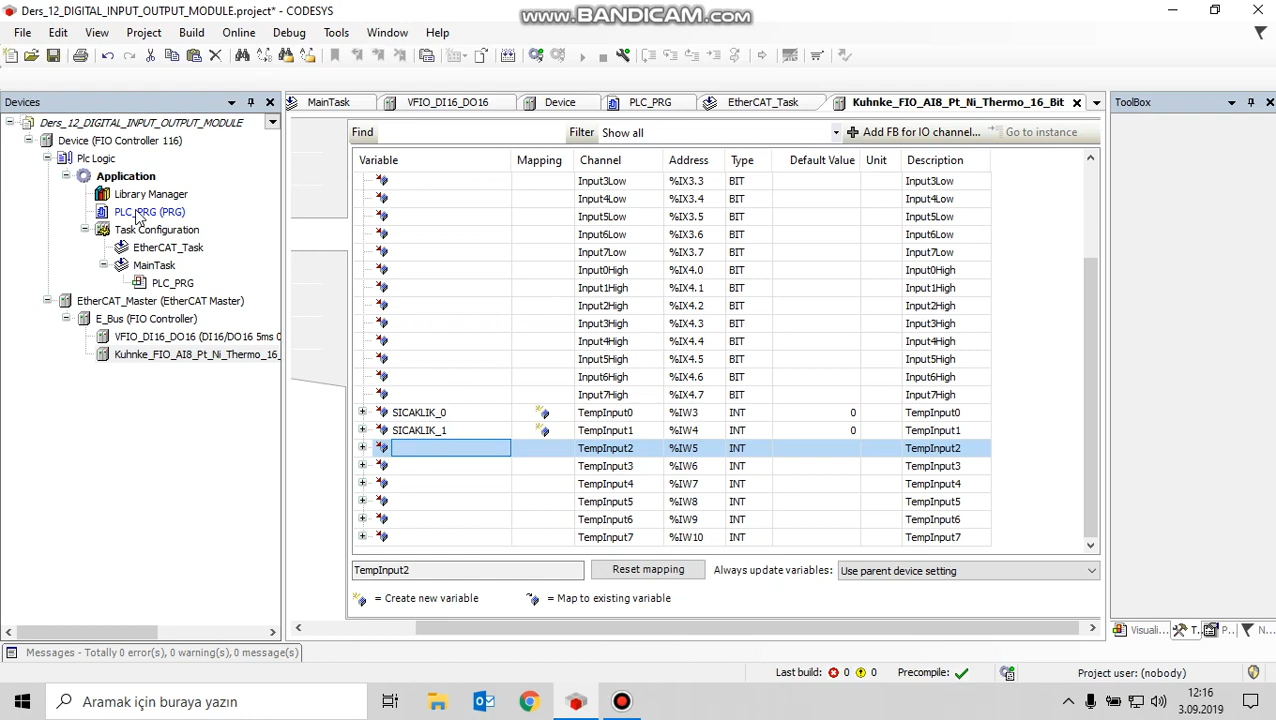 Ders_12_DIGITAL_INPUT_OUTPUT_MODULE.project* - CODESYS
www.BANDICAM.com
File Edit View Project Build Online Debug Tools Window Help
Devices
Ders_12_DIGITAL_INPUT_OUTPUT_MODULE
Device (FIO Controller 116)
Plc Logic
Application
Library Manager
PLC_PRG (PRG)
Task Configuration
EtherCAT_Task
MainTask
PLC_PRG
EtherCAT_Master (EtherCAT Master)
E_Bus (FIO Controller)
VFIO_DI16_DO16 (DI16/DO16 5ms 0
Kuhnke_FIO_AI8_Pt_Ni_Thermo_16_
MainTask VFIO_DI16_DO16 Device PLC_PRG EtherCAT_Task Kuhnke_FIO_AI8_Pt_Ni_Thermo_16_Bit
Find Filter Show all Add FB for IO channel... Go to instance
Variable Mapping Channel Address Type Default Value Unit Description
Input3Low %IX3.3 BIT Input3Low
Input4Low %IX3.4 BIT Input4Low
Input5Low %IX3.5 BIT Input5Low
Input6Low %IX3.6 BIT Input6Low
Input7Low %IX3.7 BIT Input7Low
Input0High %IX4.0 BIT Input0High
Input1High %IX4.1 BIT Input1High
Input2High %IX4.2 BIT Input2High
Input3High %IX4.3 BIT Input3High
Input4High %IX4.4 BIT Input4High
Input5High %IX4.5 BIT Input5High
Input6High %IX4.6 BIT Input6High
Input7High %IX4.7 BIT Input7High
SICAKLIK_0 TempInput0 %IW3 INT 0 TempInput0
SICAKLIK_1 TempInput1 %IW4 INT 0 TempInput1
TempInput2 %IW5 INT TempInput2
TempInput3 %IW6 INT TempInput3
TempInput4 %IW7 INT TempInput4
TempInput5 %IW8 INT TempInput5
TempInput6 %IW9 INT TempInput6
TempInput7 %IW10 INT TempInput7
TempInput2 Reset mapping Always update variables: Use parent device setting
= Create new variable = Map to existing variable
ToolBox
Visuali... T... P... N...
Messages - Totally 0 error(s), 0 warning(s), 0 message(s)
Last build: 0 0 Precompile: Project user: (nobody)
Aramak için buraya yazın
12:16
3.09.2019